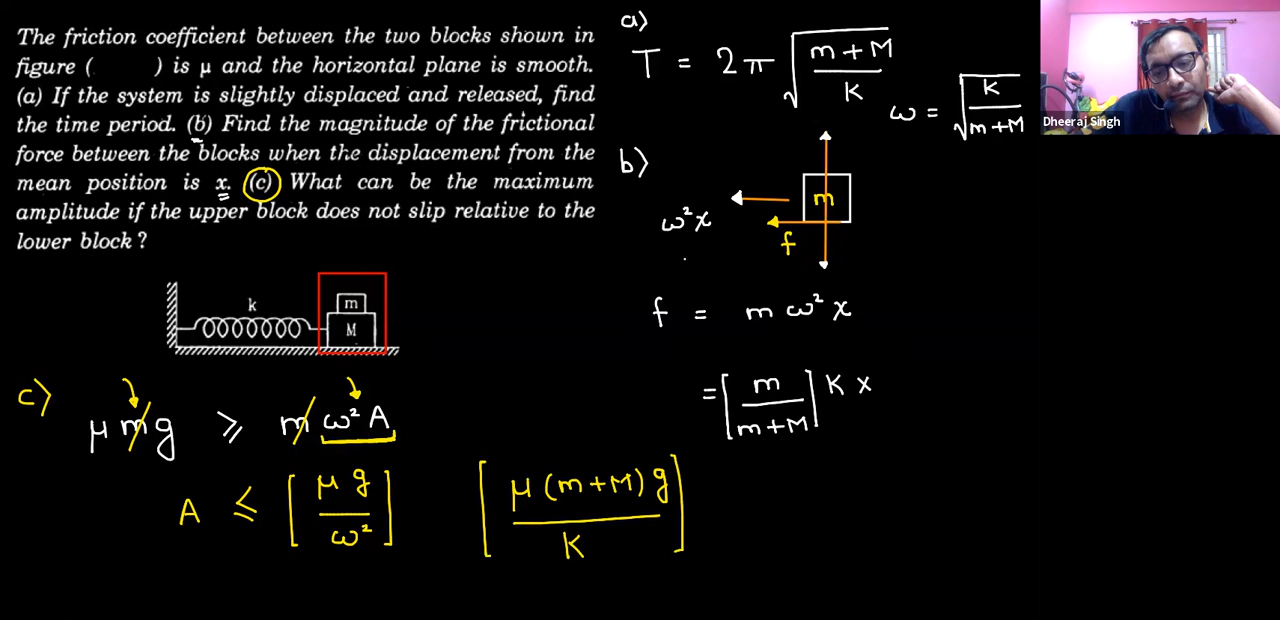 The friction coefficient between the two blocks shown in
figure ( ) is μ and the horizontal plane is smooth.
(a) If the system is slightly displaced and released, find
the time period. (b) Find the magnitude of the frictional
force between the blocks when the displacement from the
mean position is x. (c) What can be the maximum
amplitude if the upper block does not slip relative to the
lower block ?
k
m
M
a)
T = 2π √((m+M)/K)
ω = √(K/(m+M))
Dheeraj Singh
b)
m
ω²x
f
f = m ω² x
= [m/(m+M)] K x
c)
μ m g ≥ m ω² A
A ≤ [μ g/ω²] [μ (m+M) g/K]